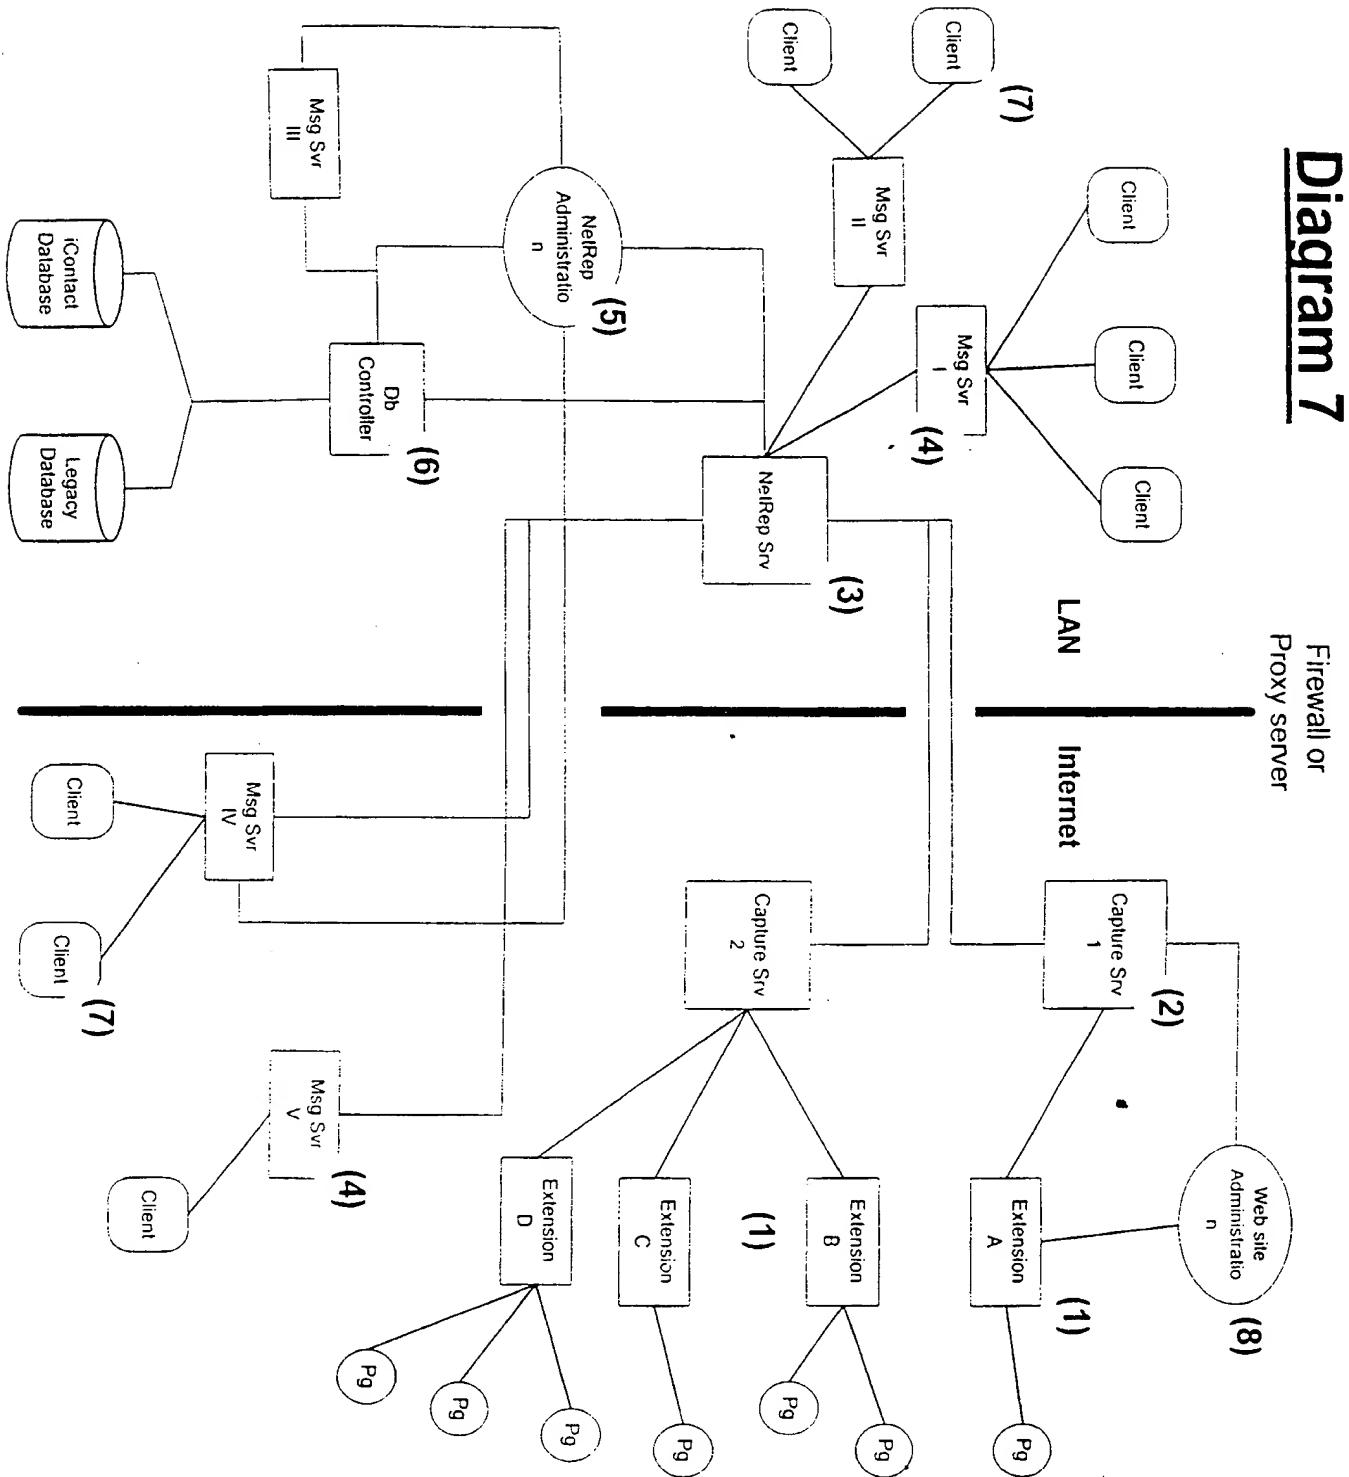 Diagram 7
Firewall or
Proxy server
LAN
Internet
Client
Client
Client
Client
Client
(7)
Msg Svr
II
Msg Svr
I
(4)
Msg Svr
III
NetRep
Administratio
n
(5)
NetRep Srv
(3)
Db
Controller
(6)
iContact
Database
Legacy
Database
Capture Srv
1
(2)
Web site
Administratio
n
(8)
Extension
A
(1)
Pg
Capture Srv
2
Extension
B
(1)
Pg
Pg
Extension
C
Pg
Extension
D
Pg
Pg
Pg
Msg Svr
IV
Client
Client
(7)
Msg Svr
V
(4)
Client